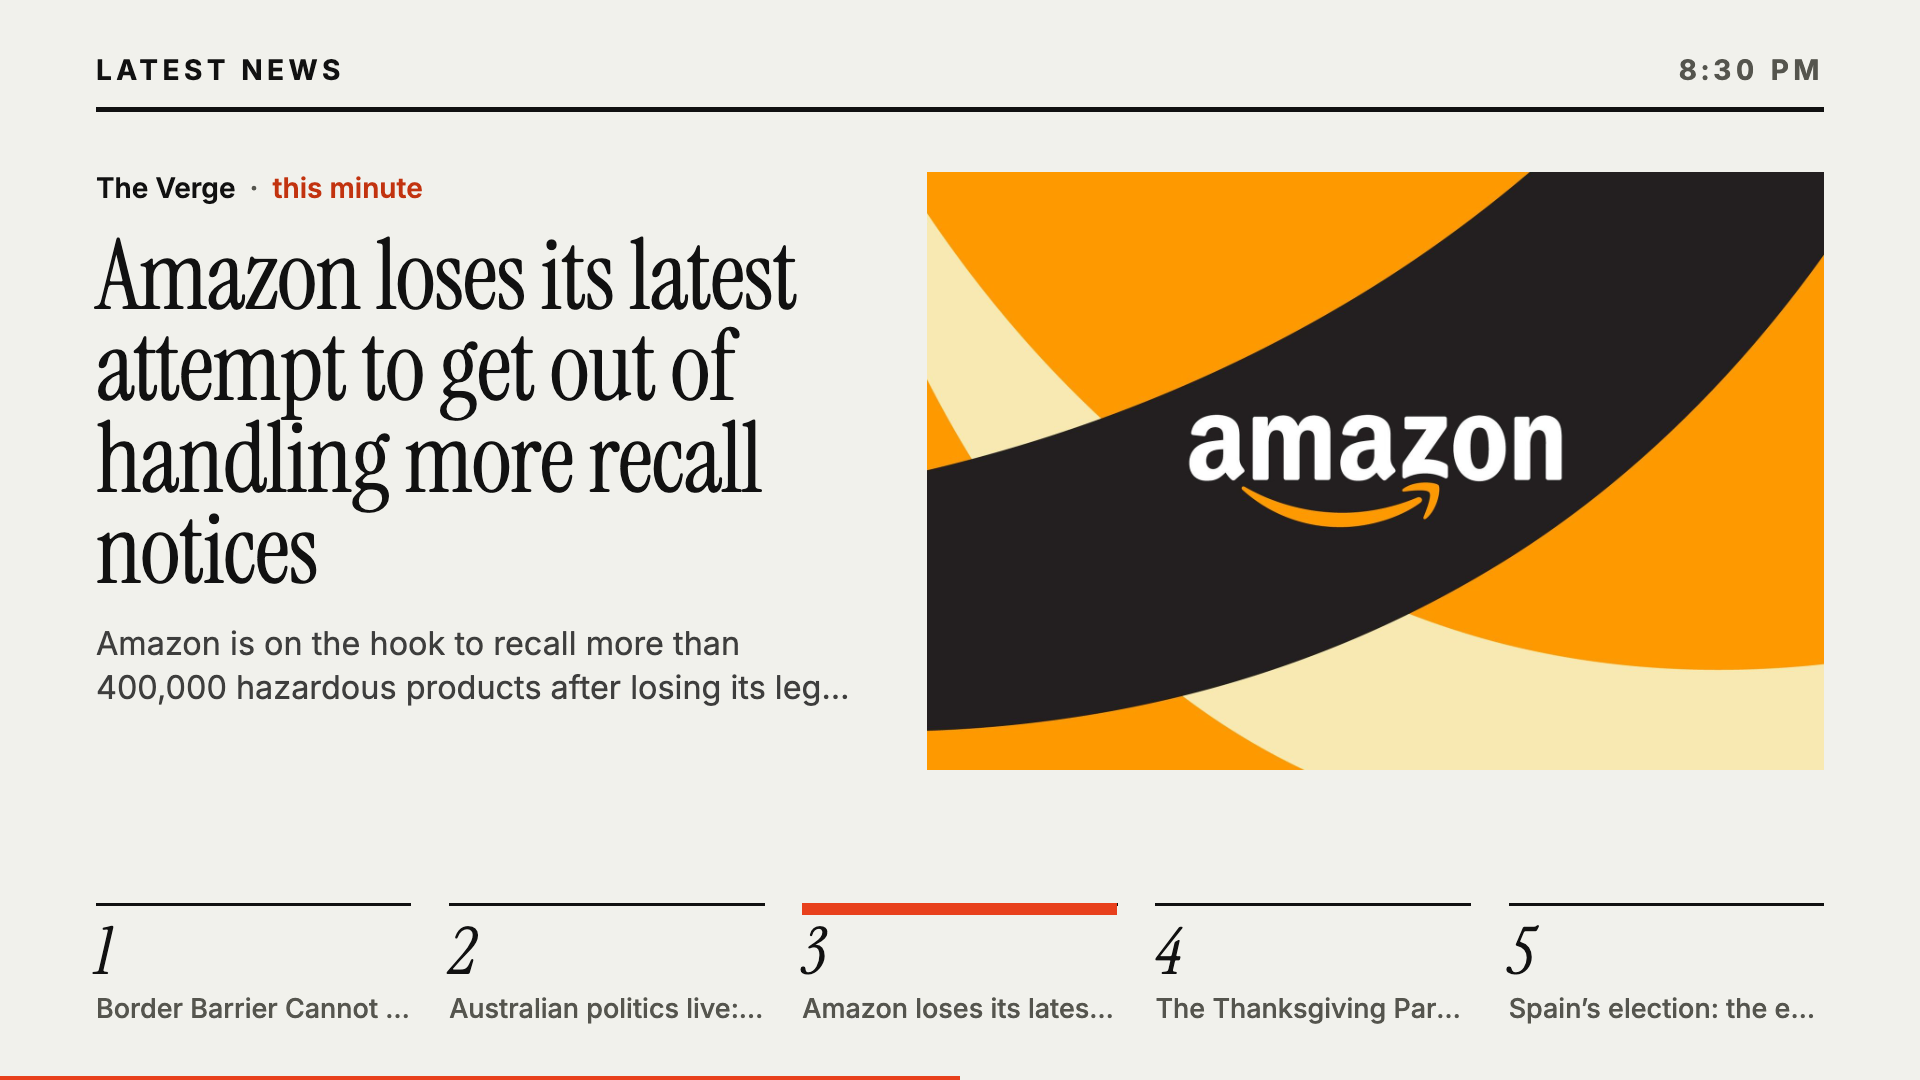 LATEST NEWS
8:30 PM
The Verge · this minute
Amazon loses its latest
attempt to get out of
handling more recall
notices
Amazon is on the hook to recall more than
400,000 hazardous products after losing its leg...
amazon
1
Border Barrier Cannot ...
2
Australian politics live:...
3
Amazon loses its lates...
4
The Thanksgiving Par...
5
Spain’s election: the e...